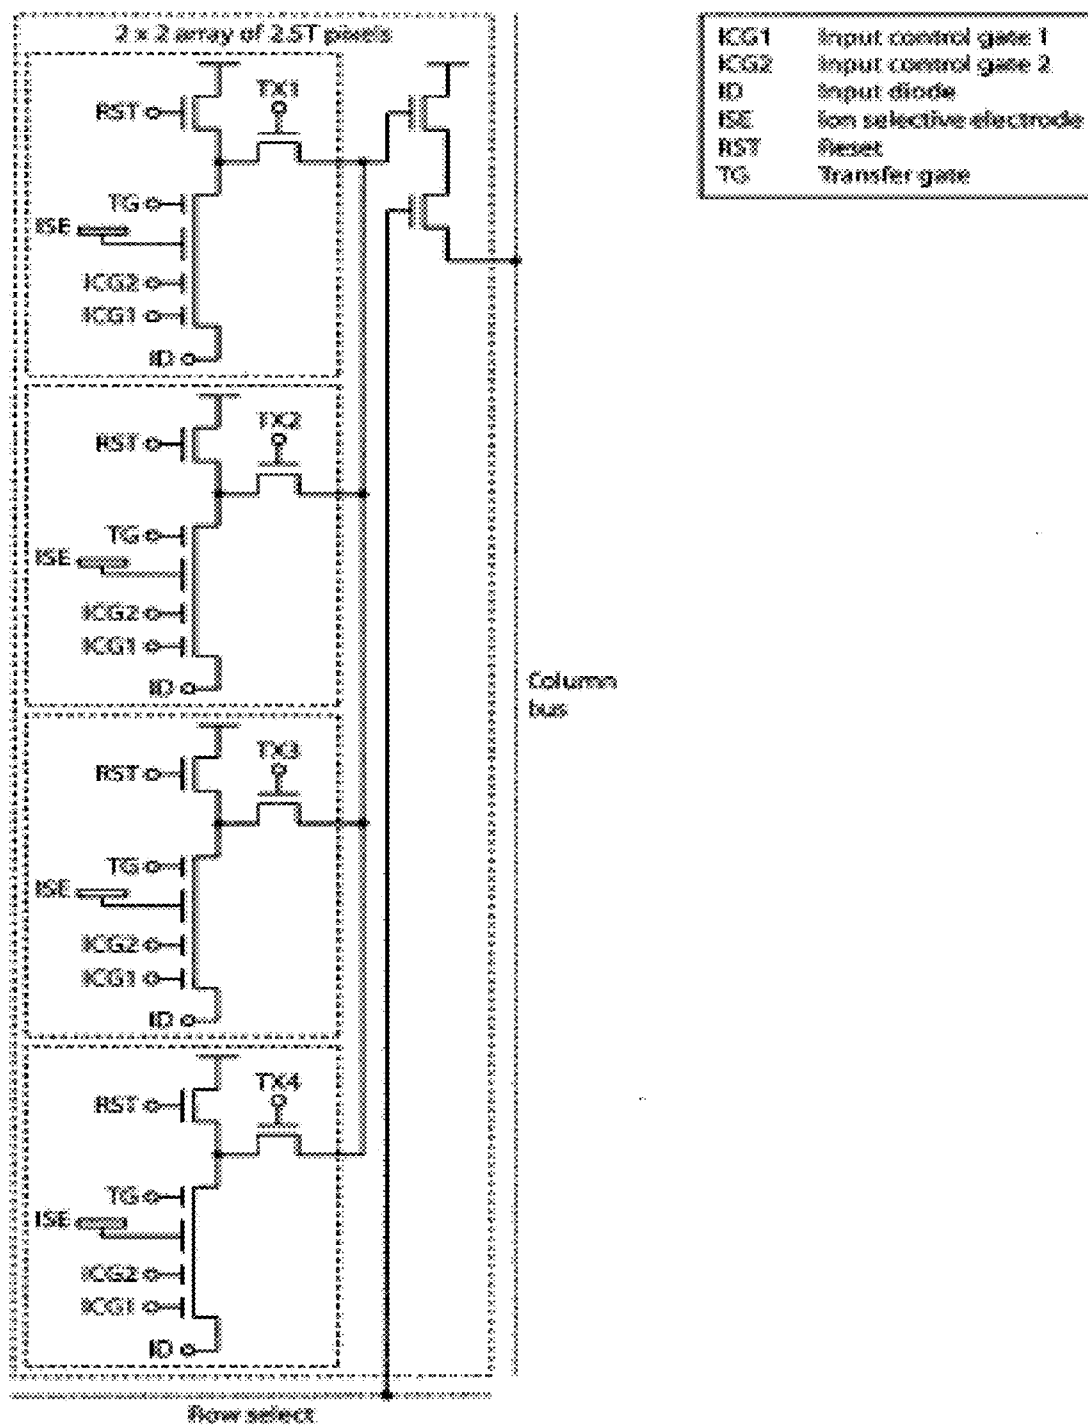 2 x 2 array of 2.5T pixels
RST
TX1
TG
ISE
ICG2
ICG1
ID
RST
TX2
TG
ISE
ICG2
ICG1
ID
RST
TX3
TG
ISE
ICG2
ICG1
ID
RST
TX4
TG
ISE
ICG2
ICG1
ID
Column
bus
Row select
ICG1 Input control gate 1
ICG2 Input control gate 2
ID Input diode
ISE Ion selective electrode
RST Reset
TG Transfer gate